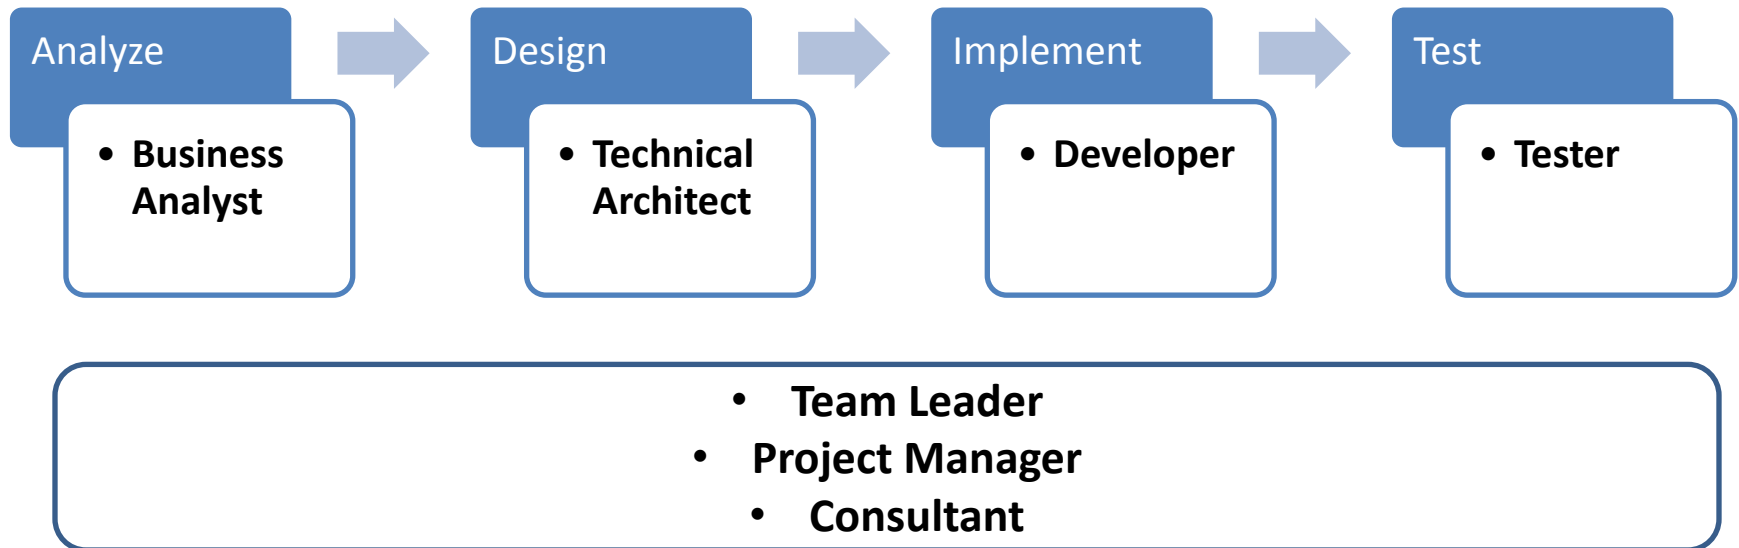 Analyze
• Business
Analyst
Design
• Technical
Architect
Implement
• Developer
Test
• Tester
• Team Leader
• Project Manager
• Consultant